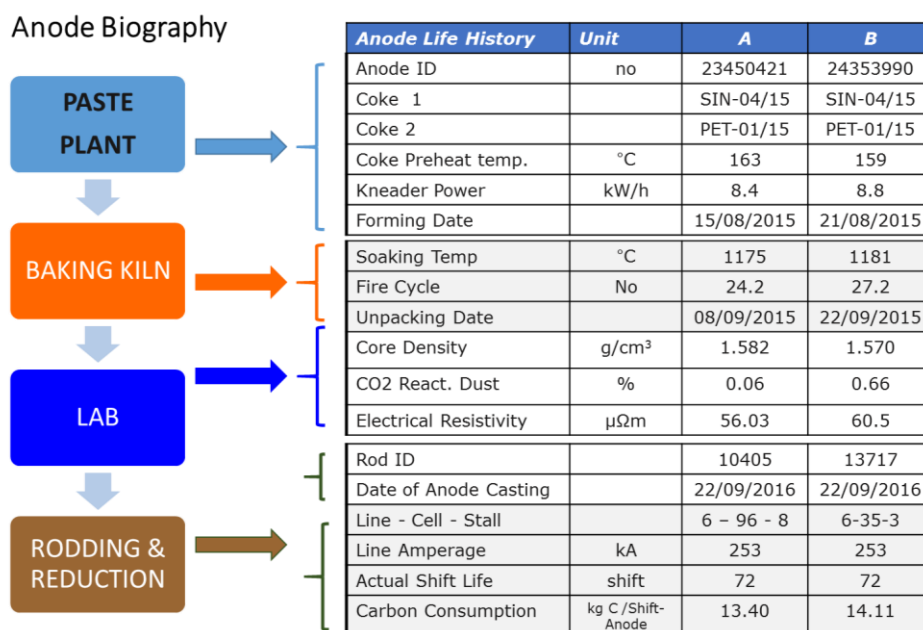 Anode Biography
PASTE
PLANT
BAKING KILN
LAB
RODDING &
REDUCTION
Anode Life History Unit A B
Anode ID no 23450421 24353990
Coke 1 SIN-04/15 SIN-04/15
Coke 2 PET-01/15 PET-01/15
Coke Preheat temp. °C 163 159
Kneader Power kW/h 8.4 8.8
Forming Date 15/08/2015 21/08/2015
Soaking Temp °C 1175 1181
Fire Cycle No 24.2 27.2
Unpacking Date 08/09/2015 22/09/2015
Core Density g/cm³ 1.582 1.570
CO2 React. Dust % 0.06 0.66
Electrical Resistivity µΩm 56.03 60.5
Rod ID 10405 13717
Date of Anode Casting 22/09/2016 22/09/2016
Line - Cell - Stall 6 – 96 - 8 6-35-3
Line Amperage kA 253 253
Actual Shift Life shift 72 72
Carbon Consumption kg C /Shift-
Anode 13.40 14.11